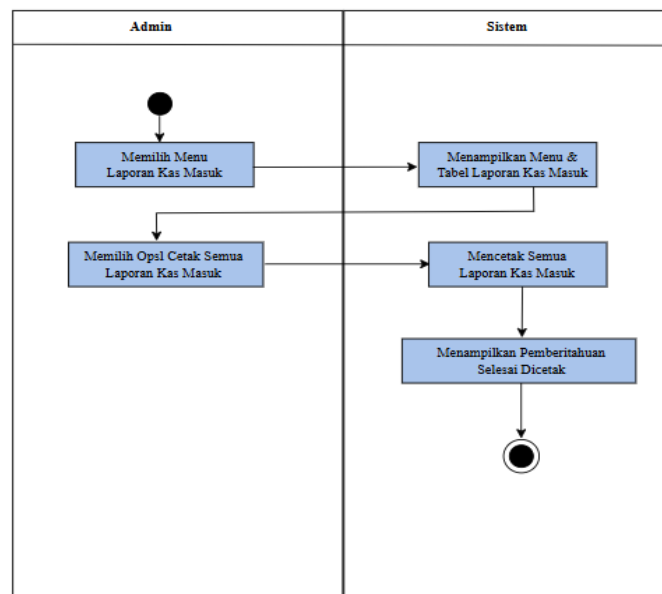 Admin
Sistem
Memilih Menu
Laporan Kas Masuk
Menampilkan Menu &
Tabel Laporan Kas Masuk
Memilih Opsl Cetak Semua
Laporan Kas Masuk
Mencetak Semua
Laporan Kas Masuk
Menampilkan Pemberitahuan
Selesai Dicetak